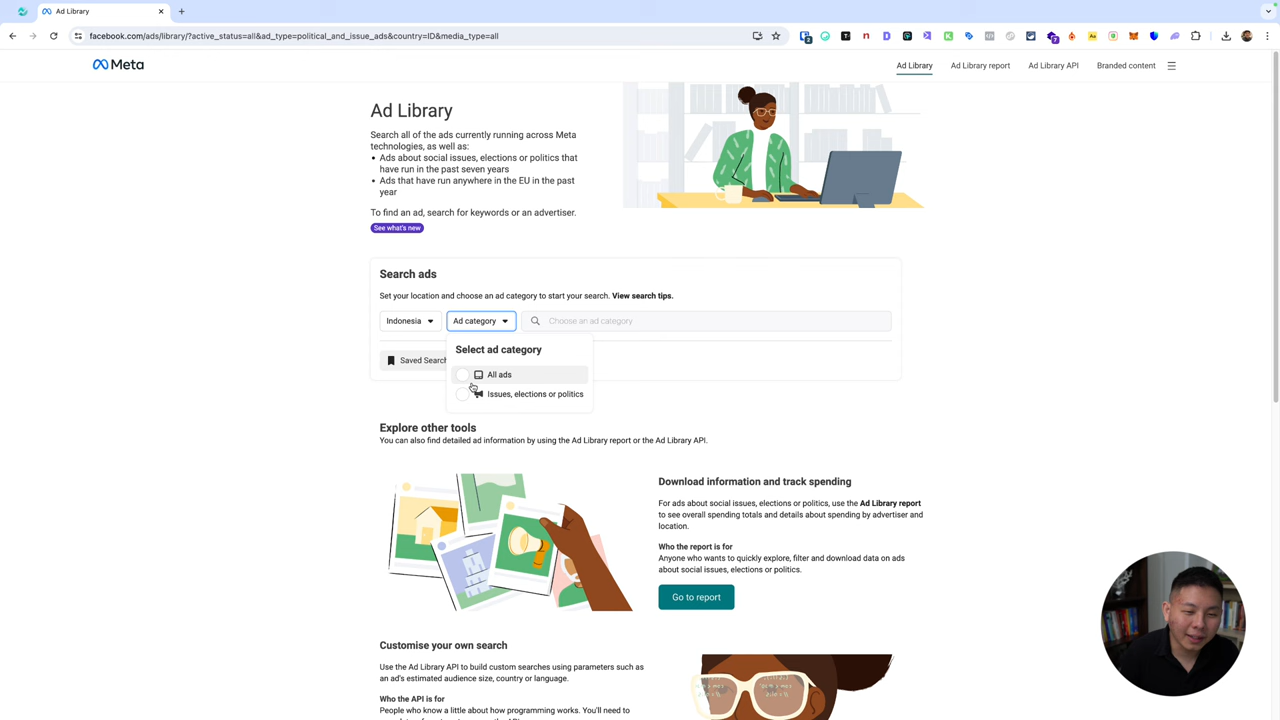 Ad Library
facebook.com/ads/library/?active_status=all&ad_type=political_and_issue_ads&country=ID&media_type=all
Meta
Ad Library
Ad Library report
Ad Library API
Branded content
Ad Library
Search all of the ads currently running across Meta
technologies, as well as:
• Ads about social issues, elections or politics that
have run in the past seven years
• Ads that have run anywhere in the EU in the past
year
To find an ad, search for keywords or an advertiser.
See what's new
Search ads
Set your location and choose an ad category to start your search. View search tips.
Indonesia
Ad category
Choose an ad category
Select ad category
Saved Search
All ads
Issues, elections or politics
Explore other tools
You can also find detailed ad information by using the Ad Library report or the Ad Library API.
Download information and track spending
For ads about social issues, elections or politics, use the Ad Library report
to see overall spending totals and details about spending by advertiser and
location.
Who the report is for
Anyone who wants to quickly explore, filter and download data on ads
about social issues, elections or politics.
Go to report
Customise your own search
Use the Ad Library API to build custom searches using parameters such as
an ad's estimated audience size, country or language.
Who the API is for
People who know a little about how programming works. You'll need to